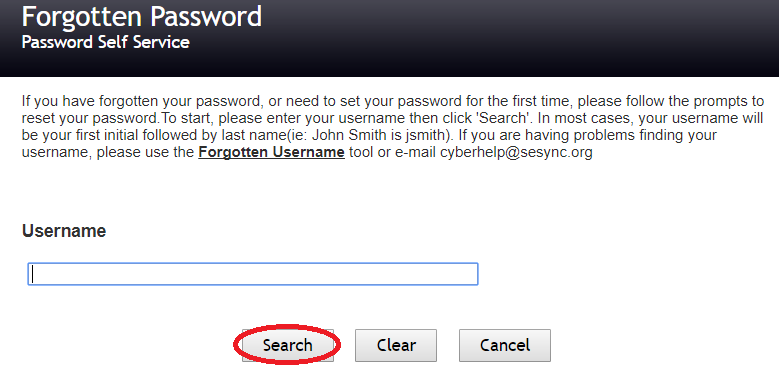 Forgotten Password
Password Self Service
If you have forgotten your password, or need to set your password for the first time, please follow the prompts to
reset your password.To start, please enter your username then click 'Search'. In most cases, your username will
be your first initial followed by last name(ie: John Smith is jsmith). If you are having problems finding your
username, please use the Forgotten Username tool or e-mail cyberhelp@sesync.org
Username
Search Clear Cancel